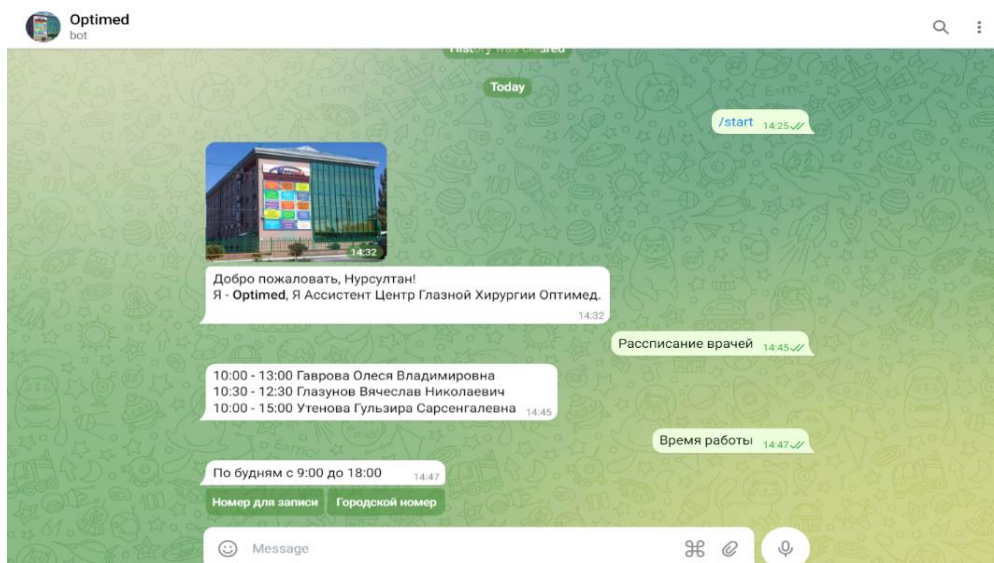 Optimed
bot
History was cleared
Today
/start 14:25
14:32
Добро пожаловать, Нурсултан!
Я - Optimed, Я Ассистент Центр Глазной Хирургии Оптимед.
14:32
Рассписание врачей 14:45
10:00 - 13:00 Гаврова Олеся Владимировна
10:30 - 12:30 Глазунов Вячеслав Николаевич
10:00 - 15:00 Утенова Гульзира Сарсенгалевна 14:45
Время работы 14:47
По будням с 9:00 до 18:00 14:47
Номер для записи Городской номер
Message